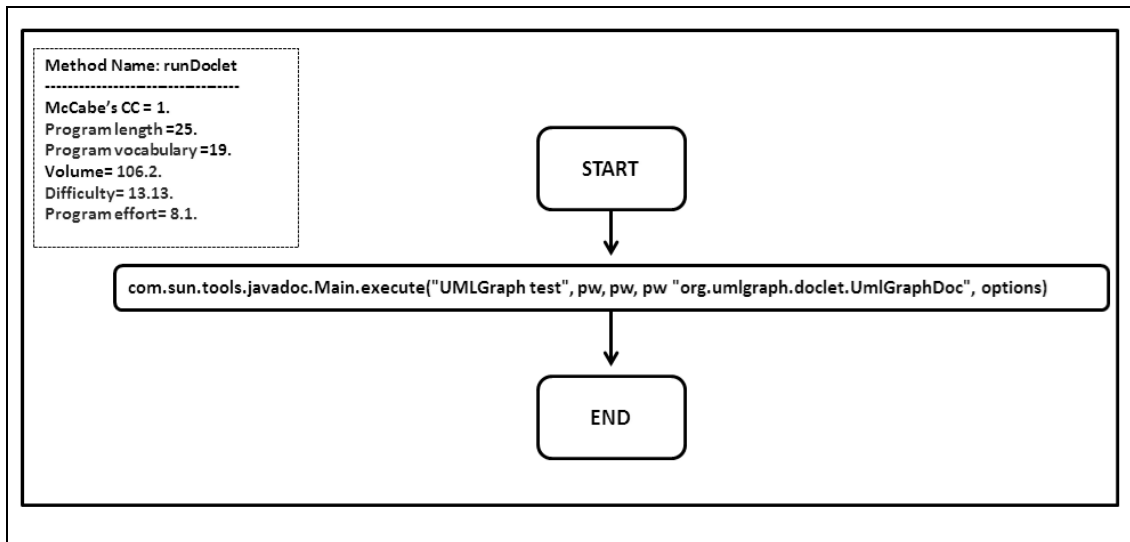 Method Name: runDoclet
-----------------------------------
McCabe's CC = 1.
Program length =25.
Program vocabulary =19.
Volume= 106.2.
Difficulty= 13.13.
Program effort= 8.1.
START
com.sun.tools.javadoc.Main.execute("UMLGraph test", pw, pw, pw "org.umlgraph.doclet.UmlGraphDoc", options)
END